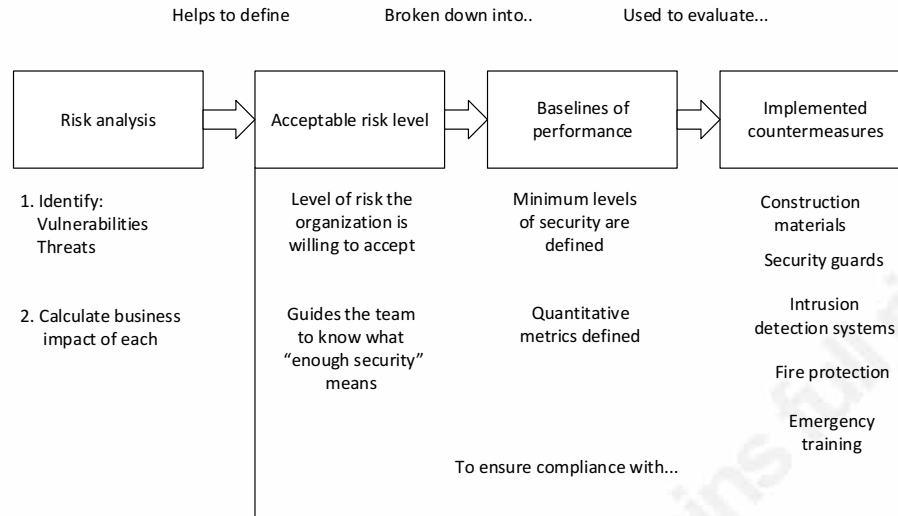 Helps to define
Broken down into..
Used to evaluate...
Risk analysis
Acceptable risk level
Baselines of
performance
Implemented
countermeasures
1. Identify:
Vulnerabilities
Threats
2. Calculate business
impact of each
Level of risk the
organization is
willing to accept
Guides the team
to know what
“enough security”
means
Minimum levels
of security are
defined
Quantitative
metrics defined
Construction
materials
Security guards
Intrusion
detection systems
Fire protection
Emergency
training
To ensure compliance with...